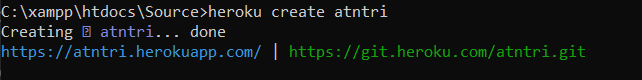 C:\xampp\htdocs\Source>heroku create atntri
Creating ⍰ atntri... done
https://atntri.herokuapp.com/ | https://git.heroku.com/atntri.git